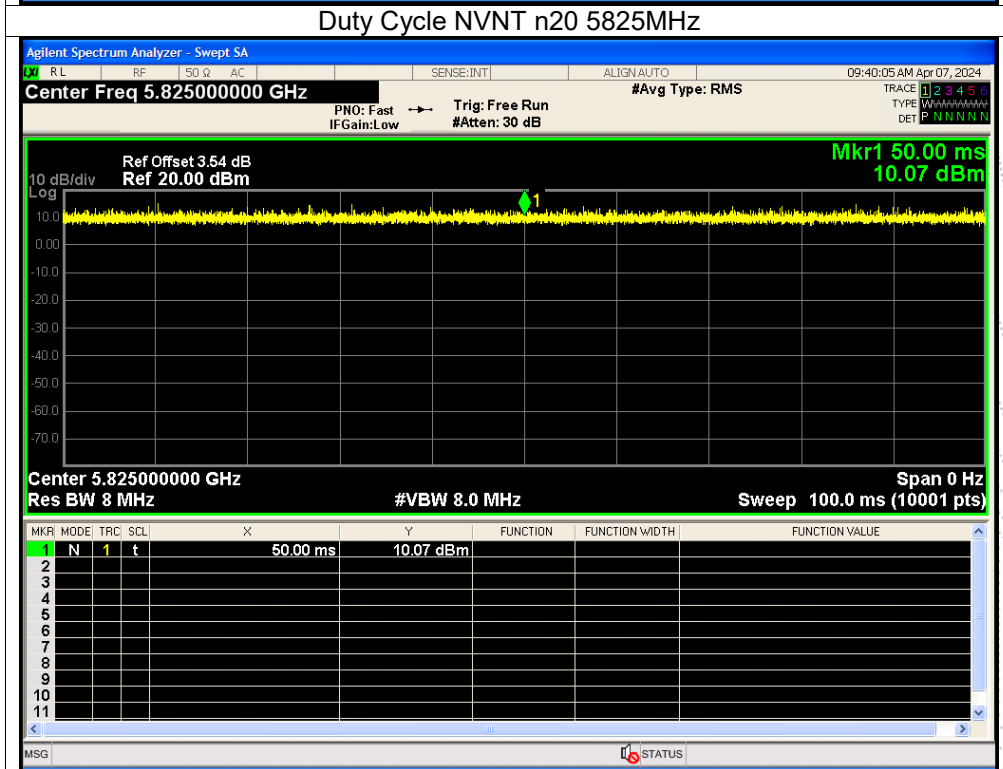 Duty Cycle NVNT n20 5825MHz
Agilent Spectrum Analyzer - Swept SA
LXI RL RF 50 Ω AC SENSE:INT ALIGN AUTO 09:40:05 AM Apr 07, 2024
Center Freq 5.825000000 GHz #Avg Type: RMS TRACE 1 2 3 4 5 6
PNO: Fast Trig: Free Run TYPE WWWWWW
IFGain:Low #Atten: 30 dB DET P N N N N N
Mkr1 50.00 ms
Ref Offset 3.54 dB
10 dB/div Ref 20.00 dBm 10.07 dBm
Log
1
10.0
0.00
-10.0
-20.0
-30.0
-40.0
-50.0
-60.0
-70.0
Center 5.825000000 GHz Span 0 Hz
Res BW 8 MHz #VBW 8.0 MHz Sweep 100.0 ms (10001 pts)
MKR MODE TRC SCL X Y FUNCTION FUNCTION WIDTH FUNCTION VALUE
1 N 1 t 50.00 ms 10.07 dBm
2
3
4
5
6
7
8
9
10
11
MSG STATUS